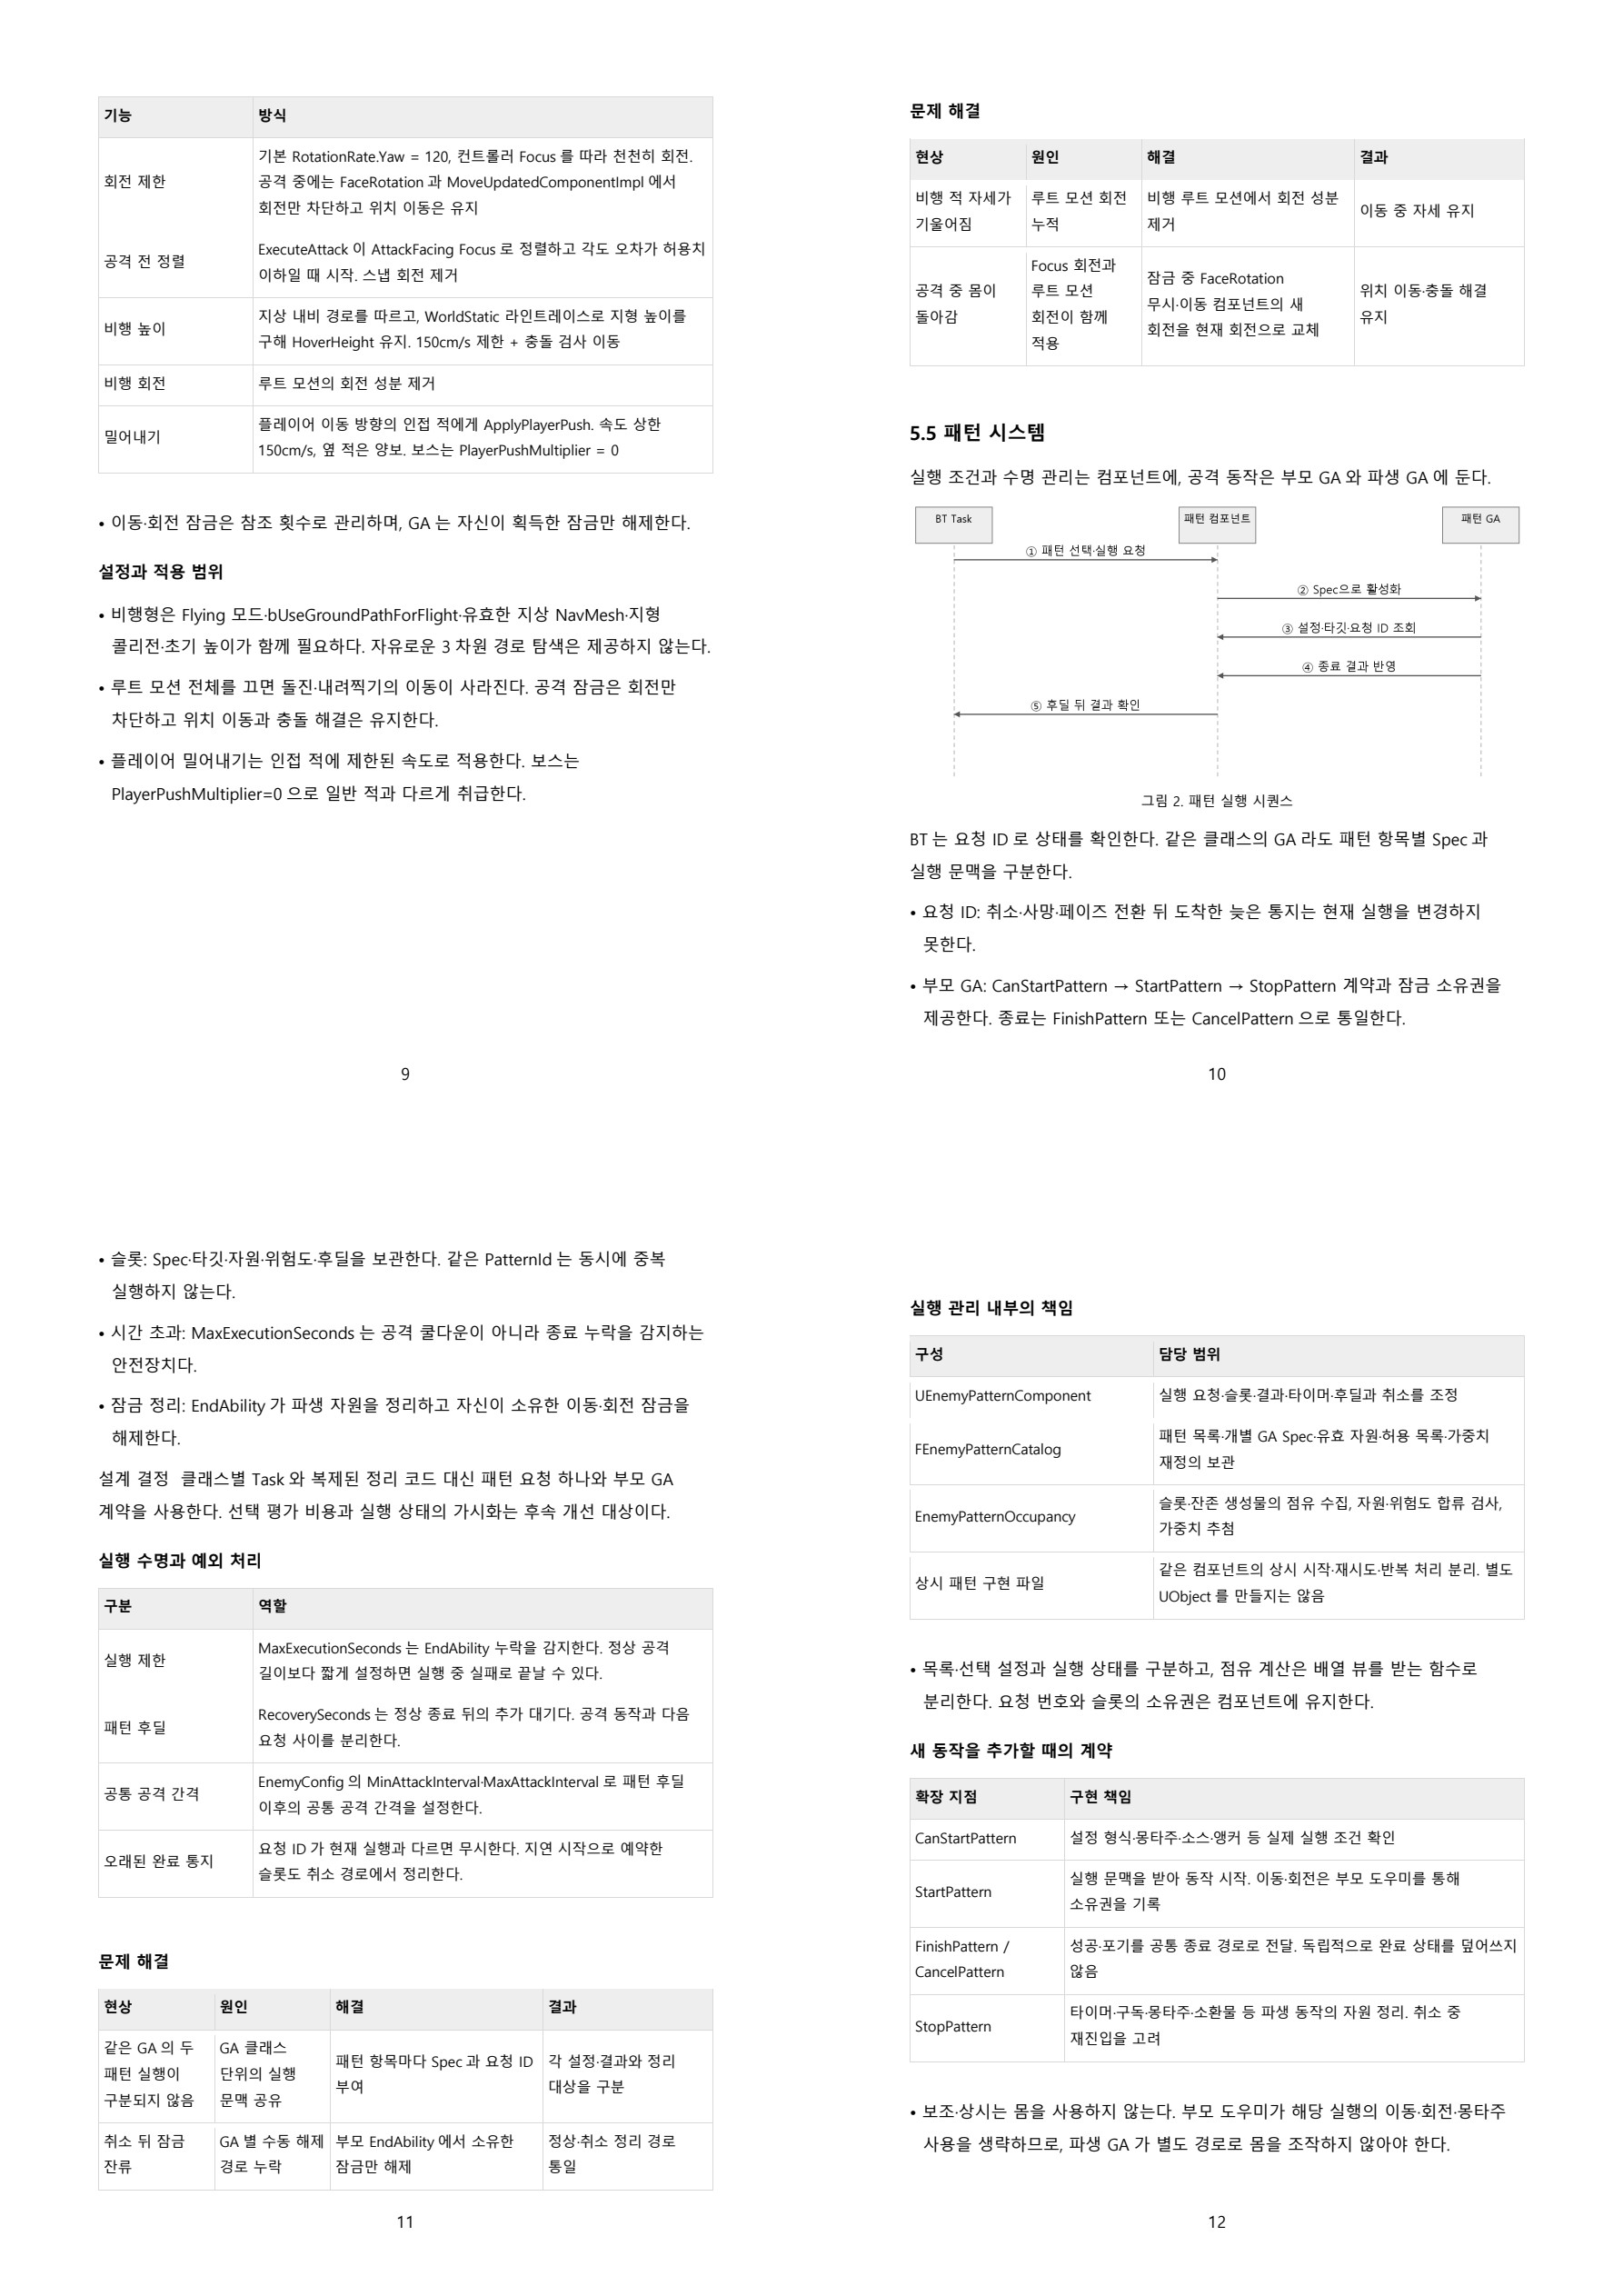 기능 방식
회전 제한
기본 RotationRate.Yaw = 120, 컨트롤러 Focus 를 따라 천천히 회전.
공격 중에는 FaceRotation 과 MoveUpdatedComponentImpl 에서
회전만 차단하고 위치 이동은 유지
공격 전 정렬
ExecuteAttack 이 AttackFacing Focus 로 정렬하고 각도 오차가 허용치
이하일 때 시작. 스냅 회전 제거
비행 높이
지상 내비 경로를 따르고, WorldStatic 라인트레이스로 지형 높이를
구해 HoverHeight 유지. 150cm/s 제한 + 충돌 검사 이동
비행 회전 루트 모션의 회전 성분 제거
밀어내기
플레이어 이동 방향의 인접 적에게 ApplyPlayerPush. 속도 상한
150cm/s, 옆 적은 양보. 보스는 PlayerPushMultiplier = 0
• 이동·회전 잠금은 참조 횟수로 관리하며, GA 는 자신이 획득한 잠금만 해제한다.
설정과 적용 범위
• 비행형은 Flying 모드·bUseGroundPathForFlight·유효한 지상 NavMesh·지형
콜리전·초기 높이가 함께 필요하다. 자유로운 3 차원 경로 탐색은 제공하지 않는다.
• 루트 모션 전체를 끄면 돌진·내려찍기의 이동이 사라진다. 공격 잠금은 회전만
차단하고 위치 이동과 충돌 해결은 유지한다.
• 플레이어 밀어내기는 인접 적에 제한된 속도로 적용한다. 보스는
PlayerPushMultiplier=0 으로 일반 적과 다르게 취급한다.
9
문제 해결
현상 원인 해결 결과
비행 적 자세가
기울어짐
루트 모션 회전
누적
비행 루트 모션에서 회전 성분
제거
이동 중 자세 유지
공격 중 몸이
돌아감
Focus 회전과
루트 모션
회전이 함께
적용
잠금 중 FaceRotation
무시·이동 컴포넌트의 새
회전을 현재 회전으로 교체
위치 이동·충돌 해결
유지
5.5 패턴 시스템
실행 조건과 수명 관리는 컴포넌트에, 공격 동작은 부모 GA 와 파생 GA 에 둔다.
BT Task 패턴 컴포넌트 패턴 GA
① 패턴 선택·실행 요청
② Spec으로 활성화
③ 설정·타깃·요청 ID 조회
④ 종료 결과 반영
⑤ 후딜 뒤 결과 확인
그림 2. 패턴 실행 시퀀스
BT 는 요청 ID 로 상태를 확인한다. 같은 클래스의 GA 라도 패턴 항목별 Spec 과
실행 문맥을 구분한다.
• 요청 ID: 취소·사망·페이즈 전환 뒤 도착한 늦은 통지는 현재 실행을 변경하지
못한다.
• 부모 GA: CanStartPattern → StartPattern → StopPattern 계약과 잠금 소유권을
제공한다. 종료는 FinishPattern 또는 CancelPattern 으로 통일한다.
10
• 슬롯: Spec·타깃·자원·위험도·후딜을 보관한다. 같은 PatternId 는 동시에 중복
실행하지 않는다.
• 시간 초과: MaxExecutionSeconds 는 공격 쿨다운이 아니라 종료 누락을 감지하는
안전장치다.
• 잠금 정리: EndAbility 가 파생 자원을 정리하고 자신이 소유한 이동·회전 잠금을
해제한다.
설계 결정 클래스별 Task 와 복제된 정리 코드 대신 패턴 요청 하나와 부모 GA
계약을 사용한다. 선택 평가 비용과 실행 상태의 가시화는 후속 개선 대상이다.
실행 수명과 예외 처리
구분 역할
실행 제한
MaxExecutionSeconds 는 EndAbility 누락을 감지한다. 정상 공격
길이보다 짧게 설정하면 실행 중 실패로 끝날 수 있다.
패턴 후딜
RecoverySeconds 는 정상 종료 뒤의 추가 대기다. 공격 동작과 다음
요청 사이를 분리한다.
공통 공격 간격
EnemyConfig 의 MinAttackInterval·MaxAttackInterval 로 패턴 후딜
이후의 공통 공격 간격을 설정한다.
오래된 완료 통지
요청 ID 가 현재 실행과 다르면 무시한다. 지연 시작으로 예약한
슬롯도 취소 경로에서 정리한다.
문제 해결
현상 원인 해결 결과
같은 GA 의 두
패턴 실행이
구분되지 않음
GA 클래스
단위의 실행
문맥 공유
패턴 항목마다 Spec 과 요청 ID
부여
각 설정·결과와 정리
대상을 구분
취소 뒤 잠금
잔류
GA 별 수동 해제
경로 누락
부모 EndAbility 에서 소유한
잠금만 해제
정상·취소 정리 경로
통일
11
실행 관리 내부의 책임
구성 담당 범위
UEnemyPatternComponent 실행 요청·슬롯·결과·타이머·후딜과 취소를 조정
FEnemyPatternCatalog
패턴 목록·개별 GA Spec·유효 자원·허용 목록·가중치
재정의 보관
EnemyPatternOccupancy
슬롯·잔존 생성물의 점유 수집, 자원·위험도 합류 검사,
가중치 추첨
상시 패턴 구현 파일
같은 컴포넌트의 상시 시작·재시도·반복 처리 분리. 별도
UObject 를 만들지는 않음
• 목록·선택 설정과 실행 상태를 구분하고, 점유 계산은 배열 뷰를 받는 함수로
분리한다. 요청 번호와 슬롯의 소유권은 컴포넌트에 유지한다.
새 동작을 추가할 때의 계약
확장 지점 구현 책임
CanStartPattern 설정 형식·몽타주·소스·앵커 등 실제 실행 조건 확인
StartPattern
실행 문맥을 받아 동작 시작. 이동·회전은 부모 도우미를 통해
소유권을 기록
FinishPattern /
CancelPattern
성공·포기를 공통 종료 경로로 전달. 독립적으로 완료 상태를 덮어쓰지
않음
StopPattern
타이머·구독·몽타주·소환물 등 파생 동작의 자원 정리. 취소 중
재진입을 고려
• 보조·상시는 몸을 사용하지 않는다. 부모 도우미가 해당 실행의 이동·회전·몽타주
사용을 생략하므로, 파생 GA 가 별도 경로로 몸을 조작하지 않아야 한다.
12